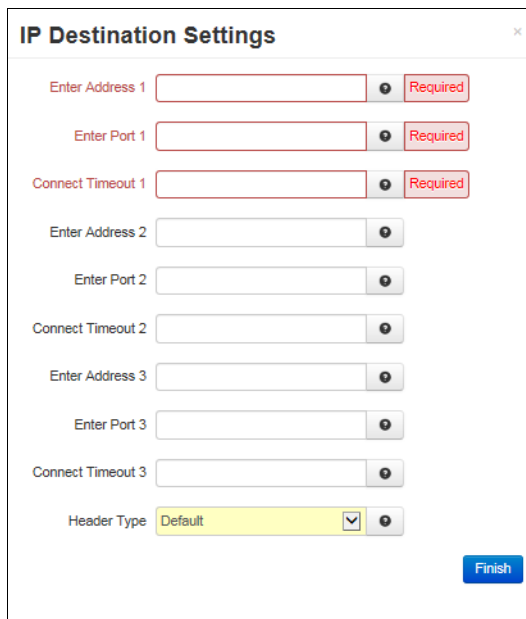 IP Destination Settings ×
Enter Address 1 Required
Enter Port 1 Required
Connect Timeout 1 Required
Enter Address 2
Enter Port 2
Connect Timeout 2
Enter Address 3
Enter Port 3
Connect Timeout 3
Header Type Default
Finish